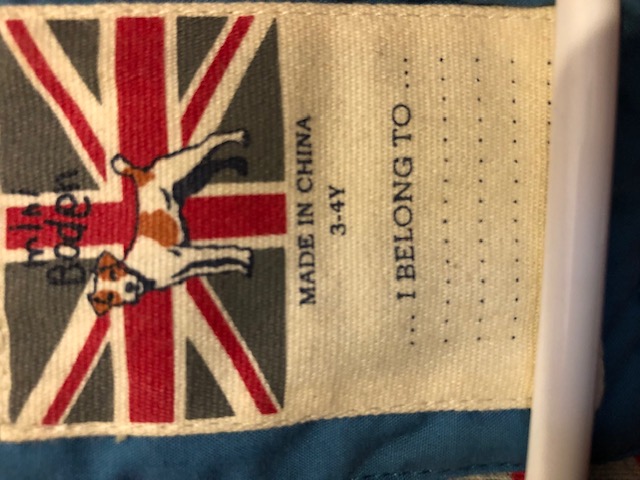 mini
Boden
MADE IN CHINA
3-4Y
... I BELONG TO ...